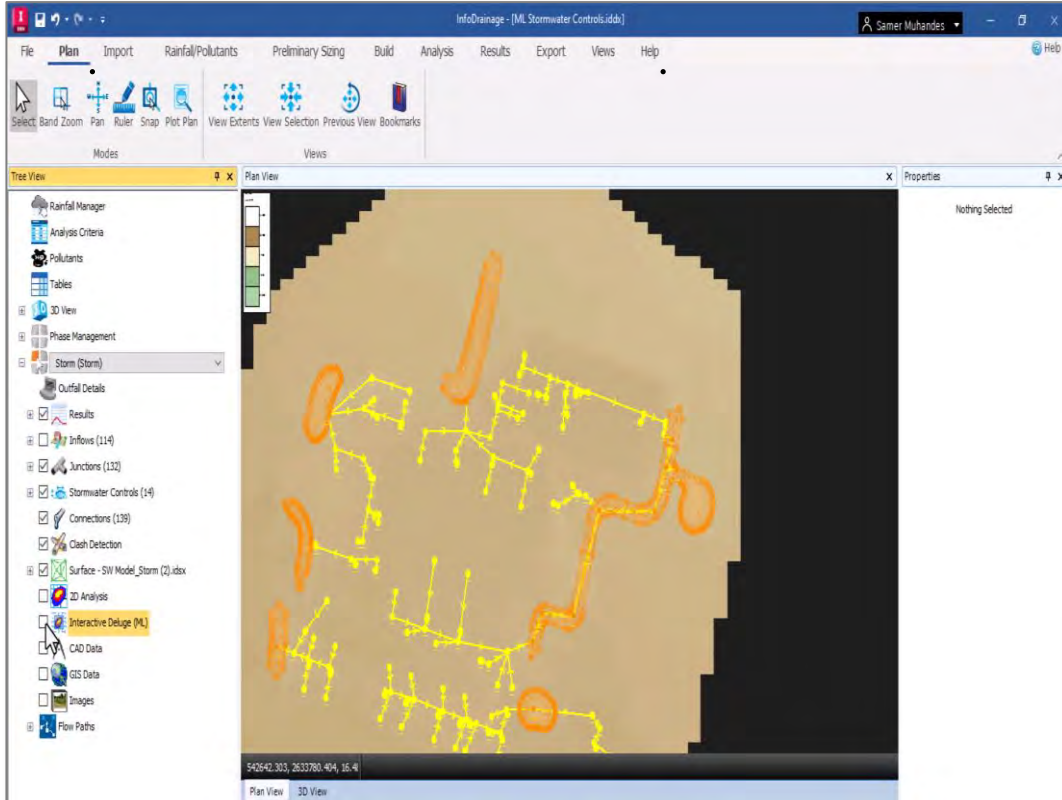 InfoDrainage - [ML Stormwater Controls.iddx]
Samer Muhandes
File Plan Import Rainfall/Pollutants Preliminary Sizing Build Analysis Results Export Views Help
Help
Select Band Zoom Pan Ruler Snap Plot Plan View Extents View Selection Previous View Bookmarks
Modes Views
Tree View
Plan View
Properties
Nothing Selected
Rainfall Manager
Analysis Criteria
Pollutants
Tables
3D View
Phase Management
Storm (Storm)
Outfall Details
Results
Inflows (114)
Junctions (132)
Stormwater Controls (14)
Connections (139)
Clash Detection
Surface - SW Model_Storm (2).idsx
2D Analysis
Interactive Deluge (ML)
CAD Data
GIS Data
Images
Flow Paths
542642.303, 2633780.404, 16.4
Plan View 3D View